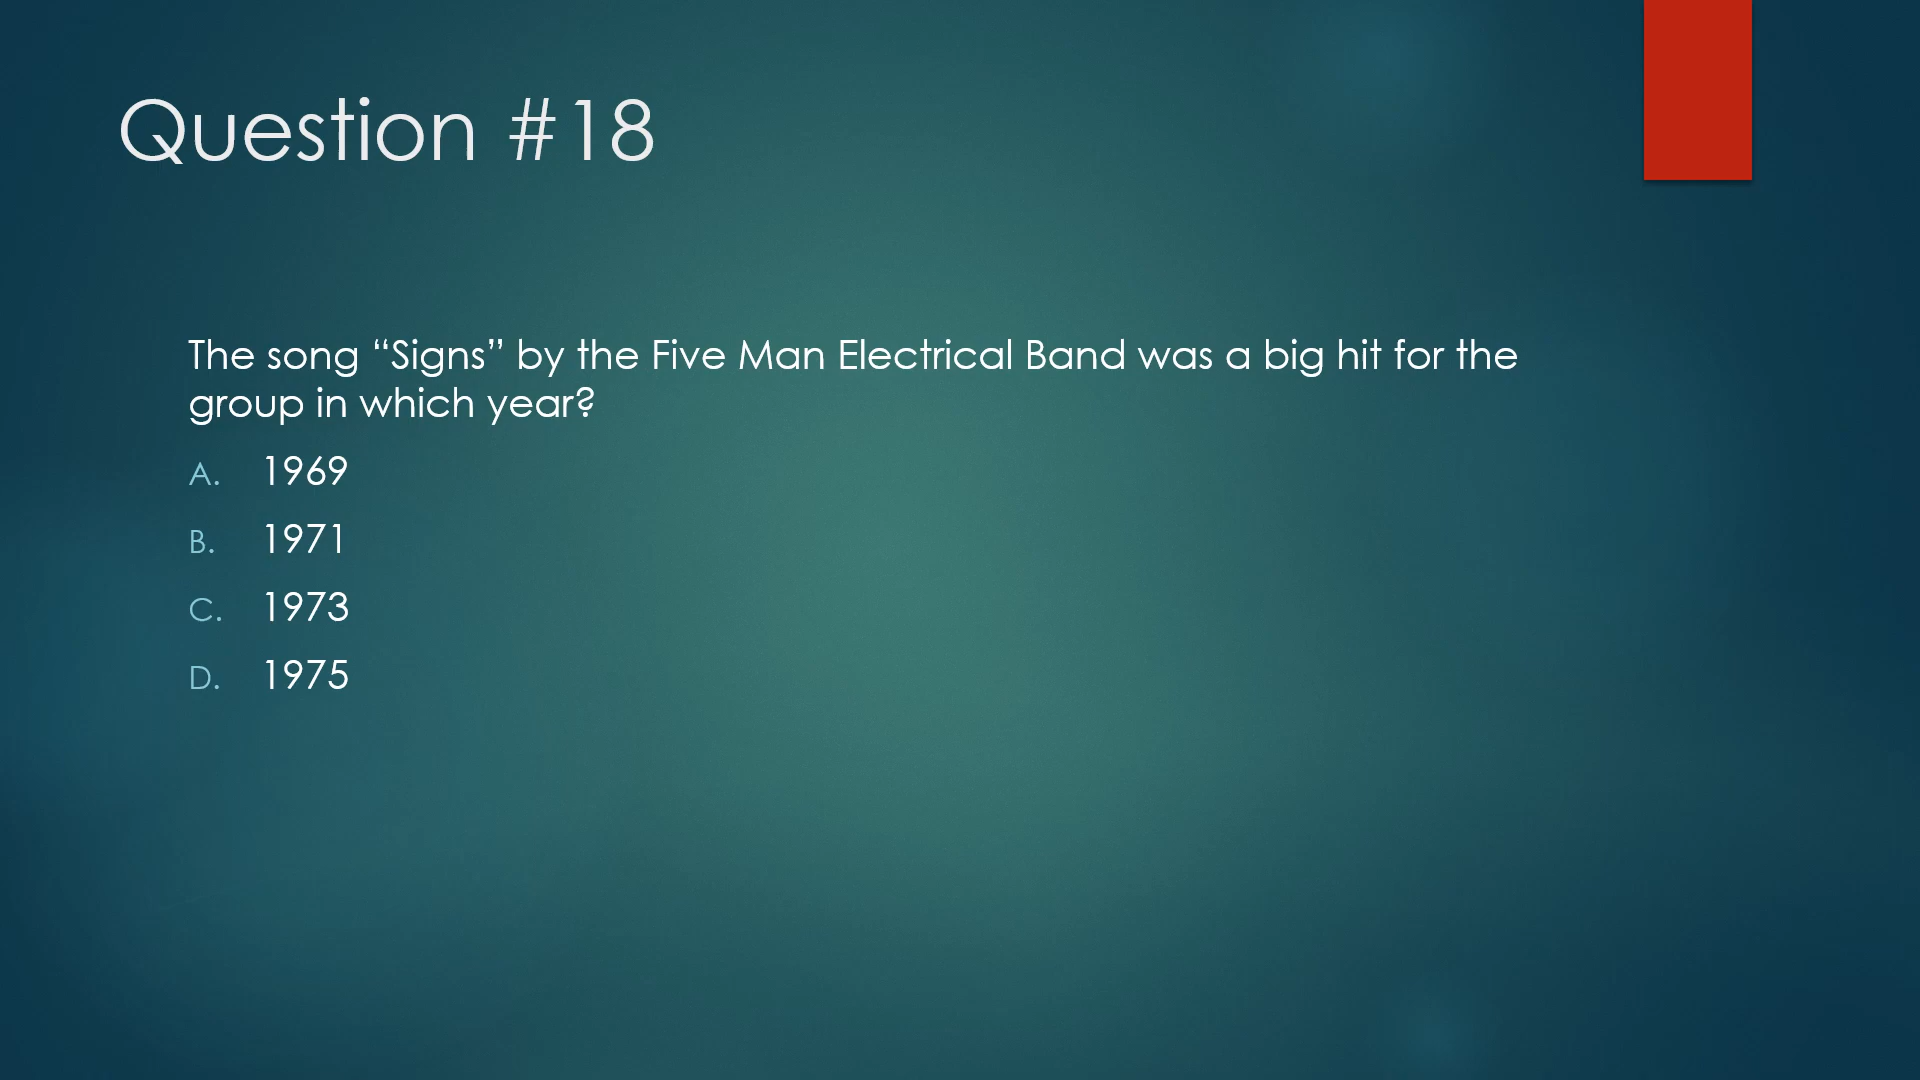 Question #18
The song “Signs” by the Five Man Electrical Band was a big hit for the
group in which year?
A. 1969
B. 1971
C. 1973
D. 1975